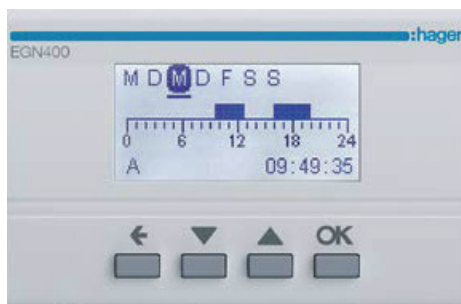 :hager
EGN400
M D M D F S S
0 6 12 18 24
A 09:49:35
OK